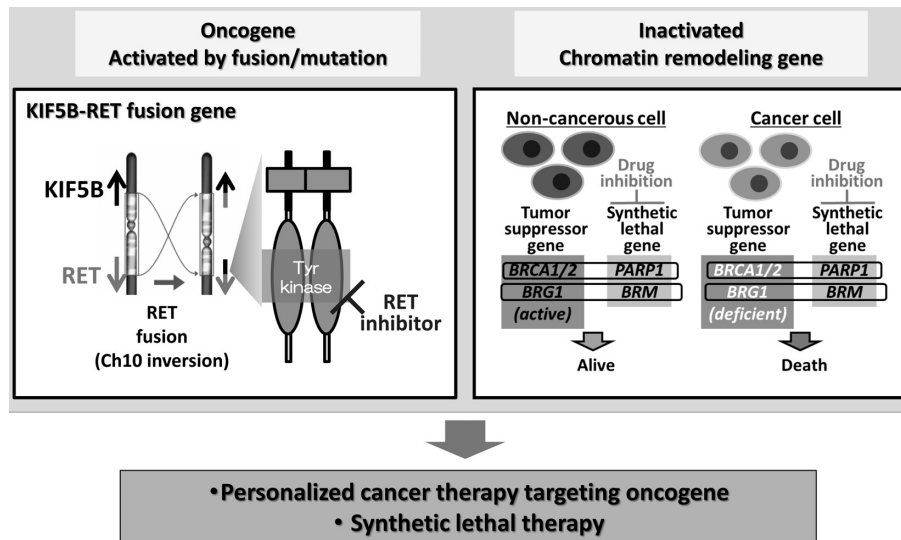 Oncogene
Activated by fusion/mutation
Inactivated
Chromatin remodeling gene
KIF5B-RET fusion gene
KIF5B
RET
RET
fusion
(Ch10 inversion)
Tyr
kinase
RET
inhibitor
Non-cancerous cell
Drug
inhibition
Tumor
suppressor
gene
Synthetic
lethal
gene
BRCA1/2
PARP1
BRG1
BRM
(active)
Alive
Cancer cell
Drug
inhibition
Tumor
suppressor
gene
Synthetic
lethal
gene
BRCA1/2
PARP1
BRG1
BRM
(deficient)
Death
•Personalized cancer therapy targeting oncogene
• Synthetic lethal therapy